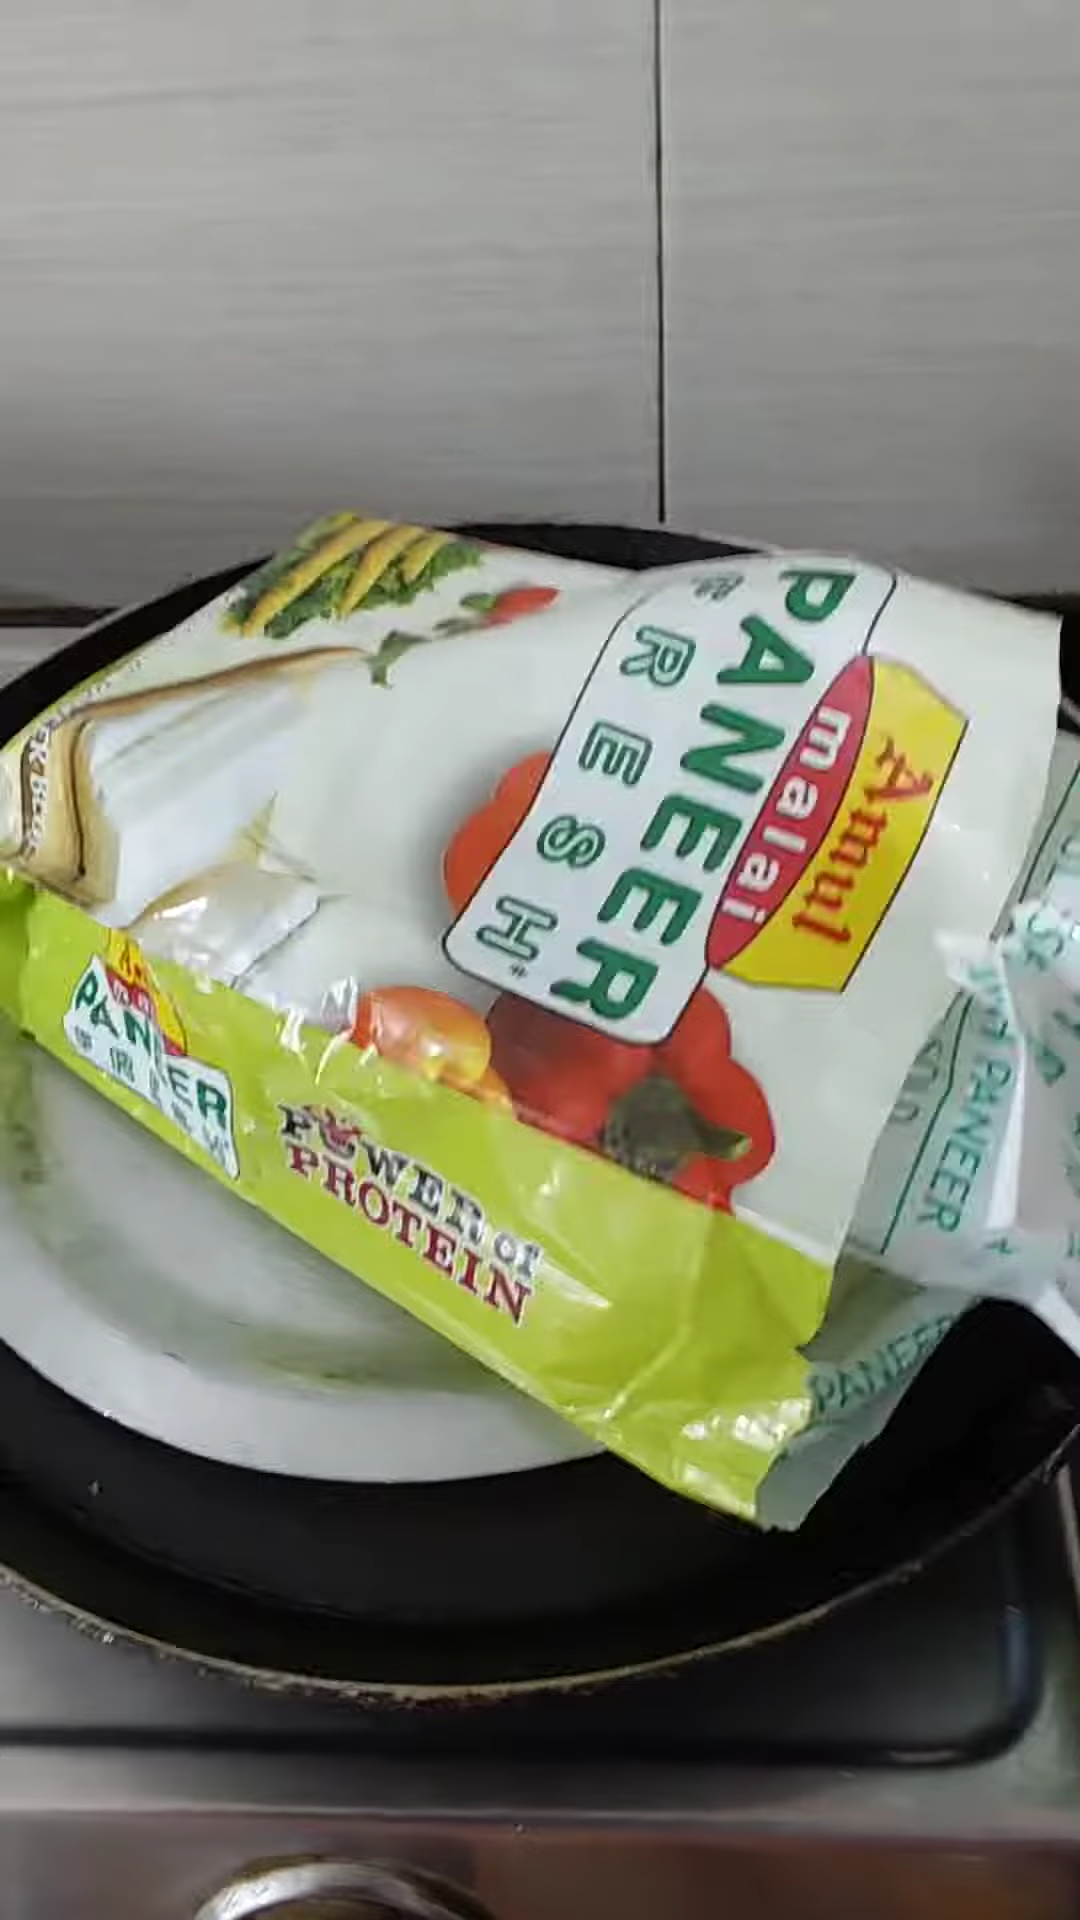 Amul
malai
PANEER
FRESH
PANEER
POWER of
PROTEIN
PANEER
PANEER